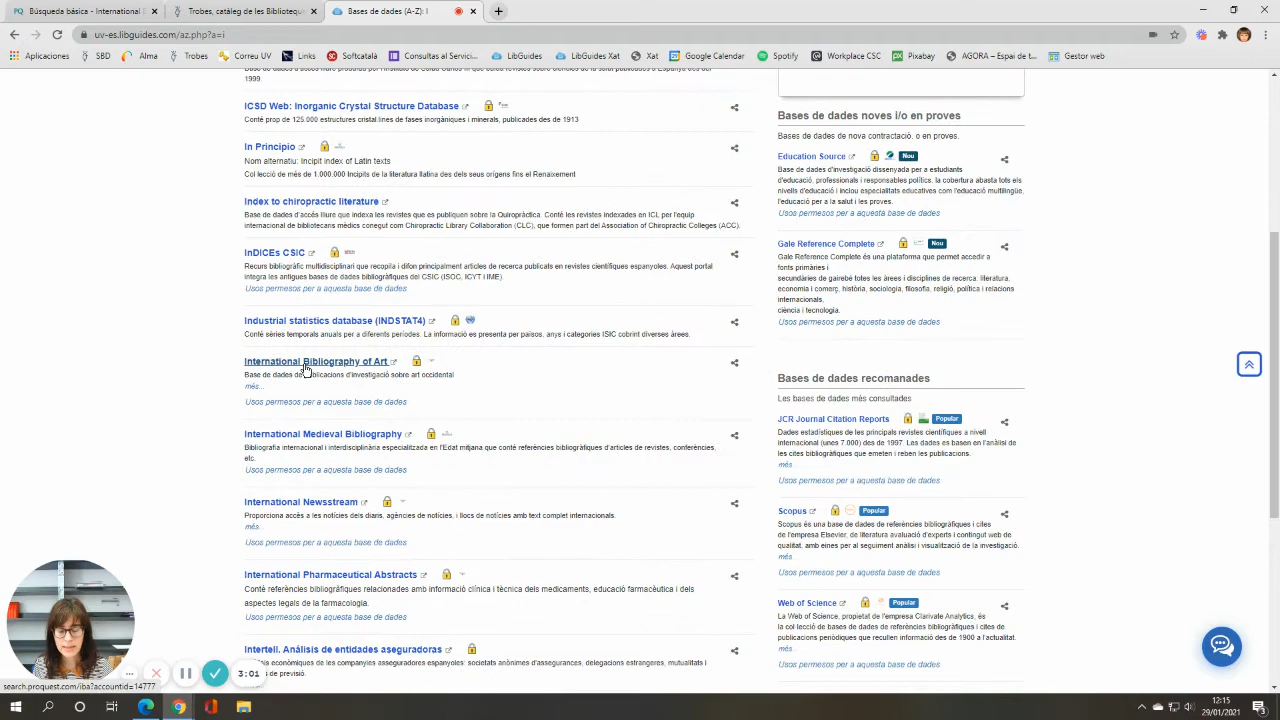 Búsqueda básica - International I
Trobes, catàleg de les Biblioteque
Bases de dades (A-Z): I
uv-es.libguides.com/az.php?a=i
Aplicaciones
SBD
Alma
Trobes
Correu UV
Links
Softcatalà
Consultas al Servici...
LibGuides
LibGuides Xat
Xat
Google Calendar
Spotify
Workplace CSC
Pixabay
AGORA – Espai de t...
Gestor web
1999.
ICSD Web: Inorganic Crystal Structure Database
Conté prop de 125.000 estructures cristal.lines de fases inorgàniques i minerals, publicades des de 1913
In Principio
Nom alternatiu: Incipit index of Latin texts
Col lecció de més de 1.000.000 Incipits de la literatura llatina des dels seus orígens fins el Renaixement
Index to chiropractic literature
Base de dades d'accés lliure que indexa les revistes que es publiquen sobre la Quiropràctica. Conté les revistes indexades en ICL per l'equip
internacional de bibliotecaris mèdics conegut com Chiropractic Library Collaboration (CLC), que formen part del Association of Chiropractic Colleges (ACC).
InDICEs CSIC
Recurs bibliogràfic multidisciplinari que recopila i difon principalment articles de recerca publicats en revistes científiques espanyoles. Aquest portal
integra les antigues bases de dades bibliogràfiques del CSIC (ISOC, ICYT i IME)
Usos permesos per a aquesta base de dades
Industrial statistics database (INDSTAT4)
Conté sèries temporals anuals per a diferents períodes. La informació es presenta per països, anys i categories ISIC cobrint diverses àrees.
International Bibliography of Art
Base de dades de publicacions d'investigació sobre art occidental
més...
Usos permesos per a aquesta base de dades
International Medieval Bibliography
Bibliografia internacional i interdisciplinària especialitzada en l'Edat mitjana que conté referències bibliogràfiques d'articles de revistes, conferències,
etc.
Usos permesos per a aquesta base de dades
International Newsstream
Proporciona accés a les notícies dels diaris, agències de notícies, i llocs de notícies amb text complet internacionals.
més...
Usos permesos per a aquesta base de dades
International Pharmaceutical Abstracts
Conté referències bibliogràfiques relacionades amb informació clínica i tècnica dels medicaments, educació farmacèutica i dels
aspectes legals de la farmacologia.
Usos permesos per a aquesta base de dades
Intertell. Análisis de entidades aseguradoras
econòmiques de les companyies asseguradores espanyoles: societats anònimes d'assegurances, delegacions estrangeres, mutualitats i
de previsió.
Bases de dades noves i/o en proves
Bases de dades de nova contractació, o en proves.
Education Source
Nou
Base de dades d'investigació dissenyada per a estudiants
d'educació, professionals i responsables polítics. la cobertura abasta tots els
nivells d'educació i inclou especialitats educatives com l'educació multilingüe,
l'educació per a la salut i les proves.
Usos permesos per a aquesta base de dades
Gale Reference Complete
Nou
Gale Reference Complete és una plataforma que permet accedir a
fonts primàries i
secundàries de gairebé totes les àrees i disciplines de recerca: literatura,
economia i comerç, història, sociologia, filosofia, religió, política i relacions
internacionals,
ciència i tecnologia.
Usos permesos per a aquesta base de dades
Bases de dades recomanades
Les bases de dades més consultades
JCR Journal Citation Reports
Popular
Dades estadístiques de les principals revistes científiques a nivell
internacional (unes 7.000) des de 1997. Les dades es basen en l'anàlisi de
les cites bibliogràfiques que emeten i reben les publicacions.
més...
Usos permesos per a aquesta base de dades
Scopus
Popular
Scopus és una base de dades de referències bibliogràfiques i cites
de l'empresa Elsevier, de literatura avaluació d'experts i contingut web de
qualitat, amb eines per al seguiment anàlisi i visualització de la investigació.
més...
Usos permesos per a aquesta base de dades
Web of Science
Popular
La Web of Science, propietat de l'empresa Clarivate Analytics, és
la col lecció de bases de dades de referències bibliogràfiques i cites de
publicacions periòdiques que recullen informació des de 1900 a l'actualitat.
més...
Usos permesos per a aquesta base de dades
3:01
search.proquest.com/iba?accountid=14777
12:15
29/01/2021